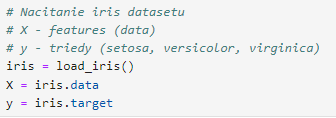 # Nacitanie iris datasetu
# X - features (data)
# y - triedy (setosa, versicolor, virginica)
iris = load_iris()
X = iris.data
y = iris.target